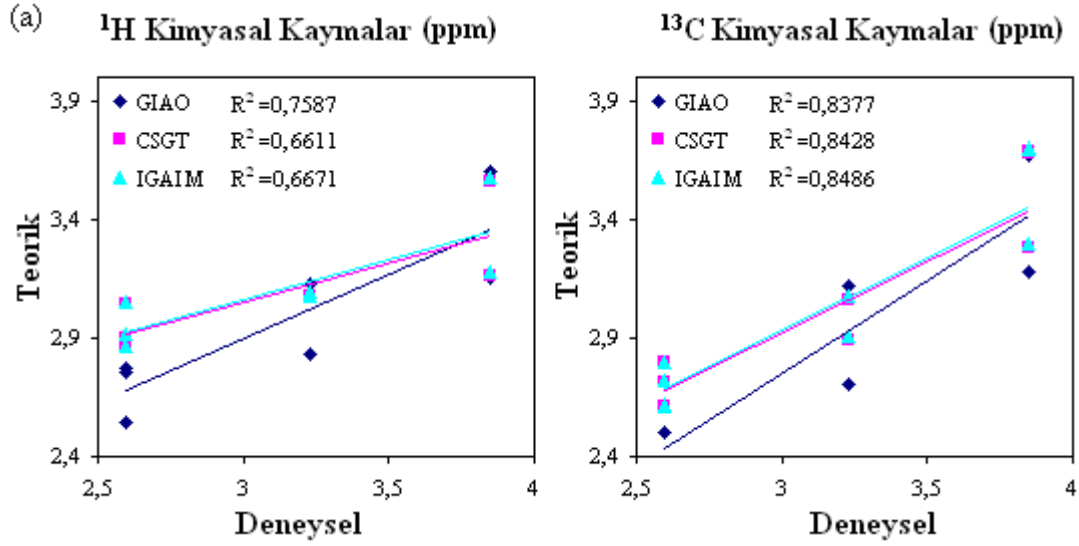 (a)
¹H Kimyasal Kaymalar (ppm)
3,9
3,4
2,9
2,4
Teorik
GIAO R²=0,7587
CSGT R²=0,6611
IGAIM R²=0,6671
2,5 3 3,5 4
Deneysel
¹³C Kimyasal Kaymalar (ppm)
3,9
3,4
2,9
2,4
Teorik
GIAO R²=0,8377
CSGT R²=0,8428
IGAIM R²=0,8486
2,5 3 3,5 4
Deneysel